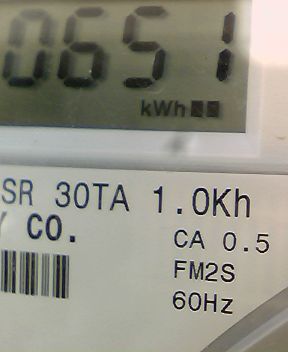 0651
kWh
SR 30TA 1.0Kh
Y CO.
CA 0.5
FM2S
60Hz